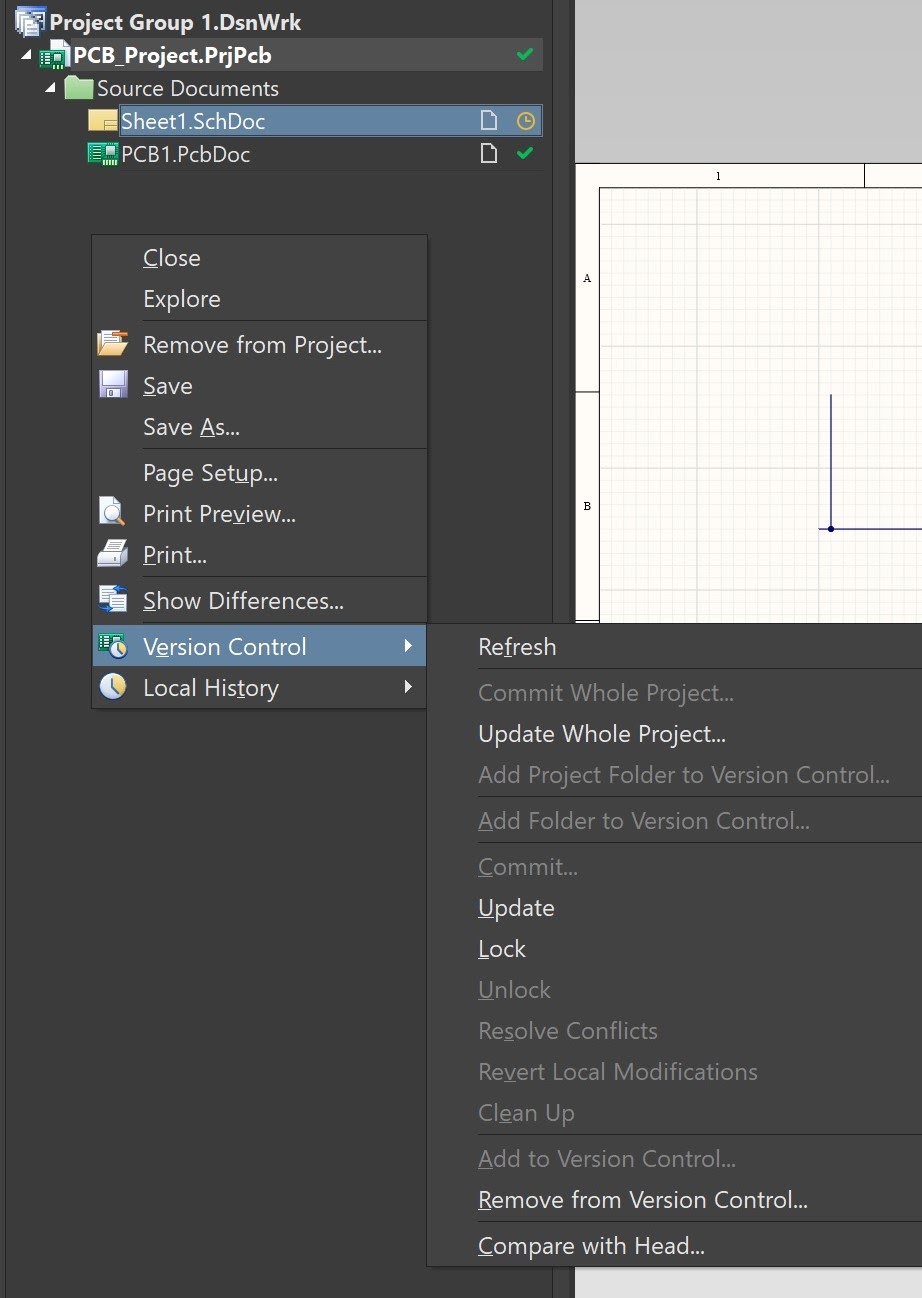 Project Group 1.DsnWrk
PCB_Project.PrjPcb
Source Documents
Sheet1.SchDoc
PCB1.PcbDoc
1
A
B
Close
Explore
Remove from Project...
Save
Save As...
Page Setup...
Print Preview...
Print...
Show Differences...
Version Control
Local History
Refresh
Commit Whole Project...
Update Whole Project...
Add Project Folder to Version Control...
Add Folder to Version Control...
Commit...
Update
Lock
Unlock
Resolve Conflicts
Revert Local Modifications
Clean Up
Add to Version Control...
Remove from Version Control...
Compare with Head...